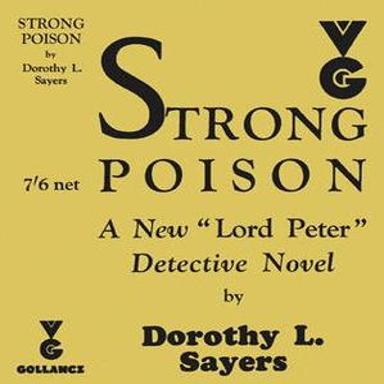 STRONG
POISON
by
Dorothy L.
Sayers
7/6 net
VG
GOLLANCZ
VG
STRONG
POISON
A New "Lord Peter"
Detective Novel
by
Dorothy L.
Sayers